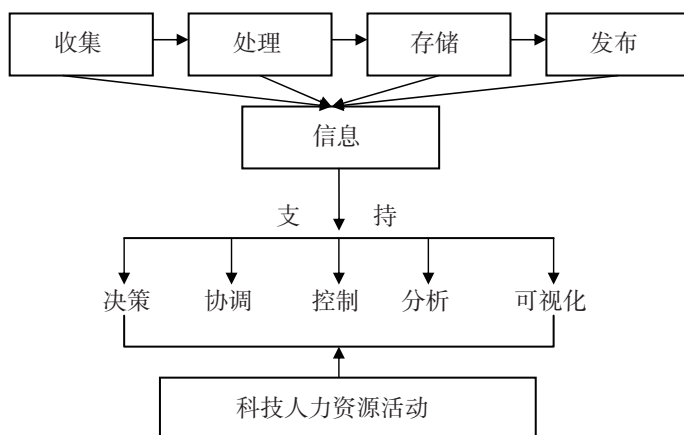 收集 处理 存储 发布
信息
支 持
决策 协调 控制 分析 可视化
科技人力资源活动